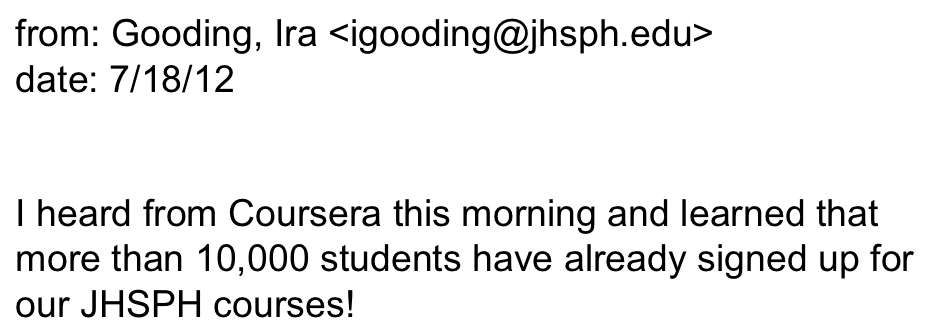 from: Gooding, Ira <igooding@jhsph.edu>
date: 7/18/12
I heard from Coursera this morning and learned that
more than 10,000 students have already signed up for
our JHSPH courses!